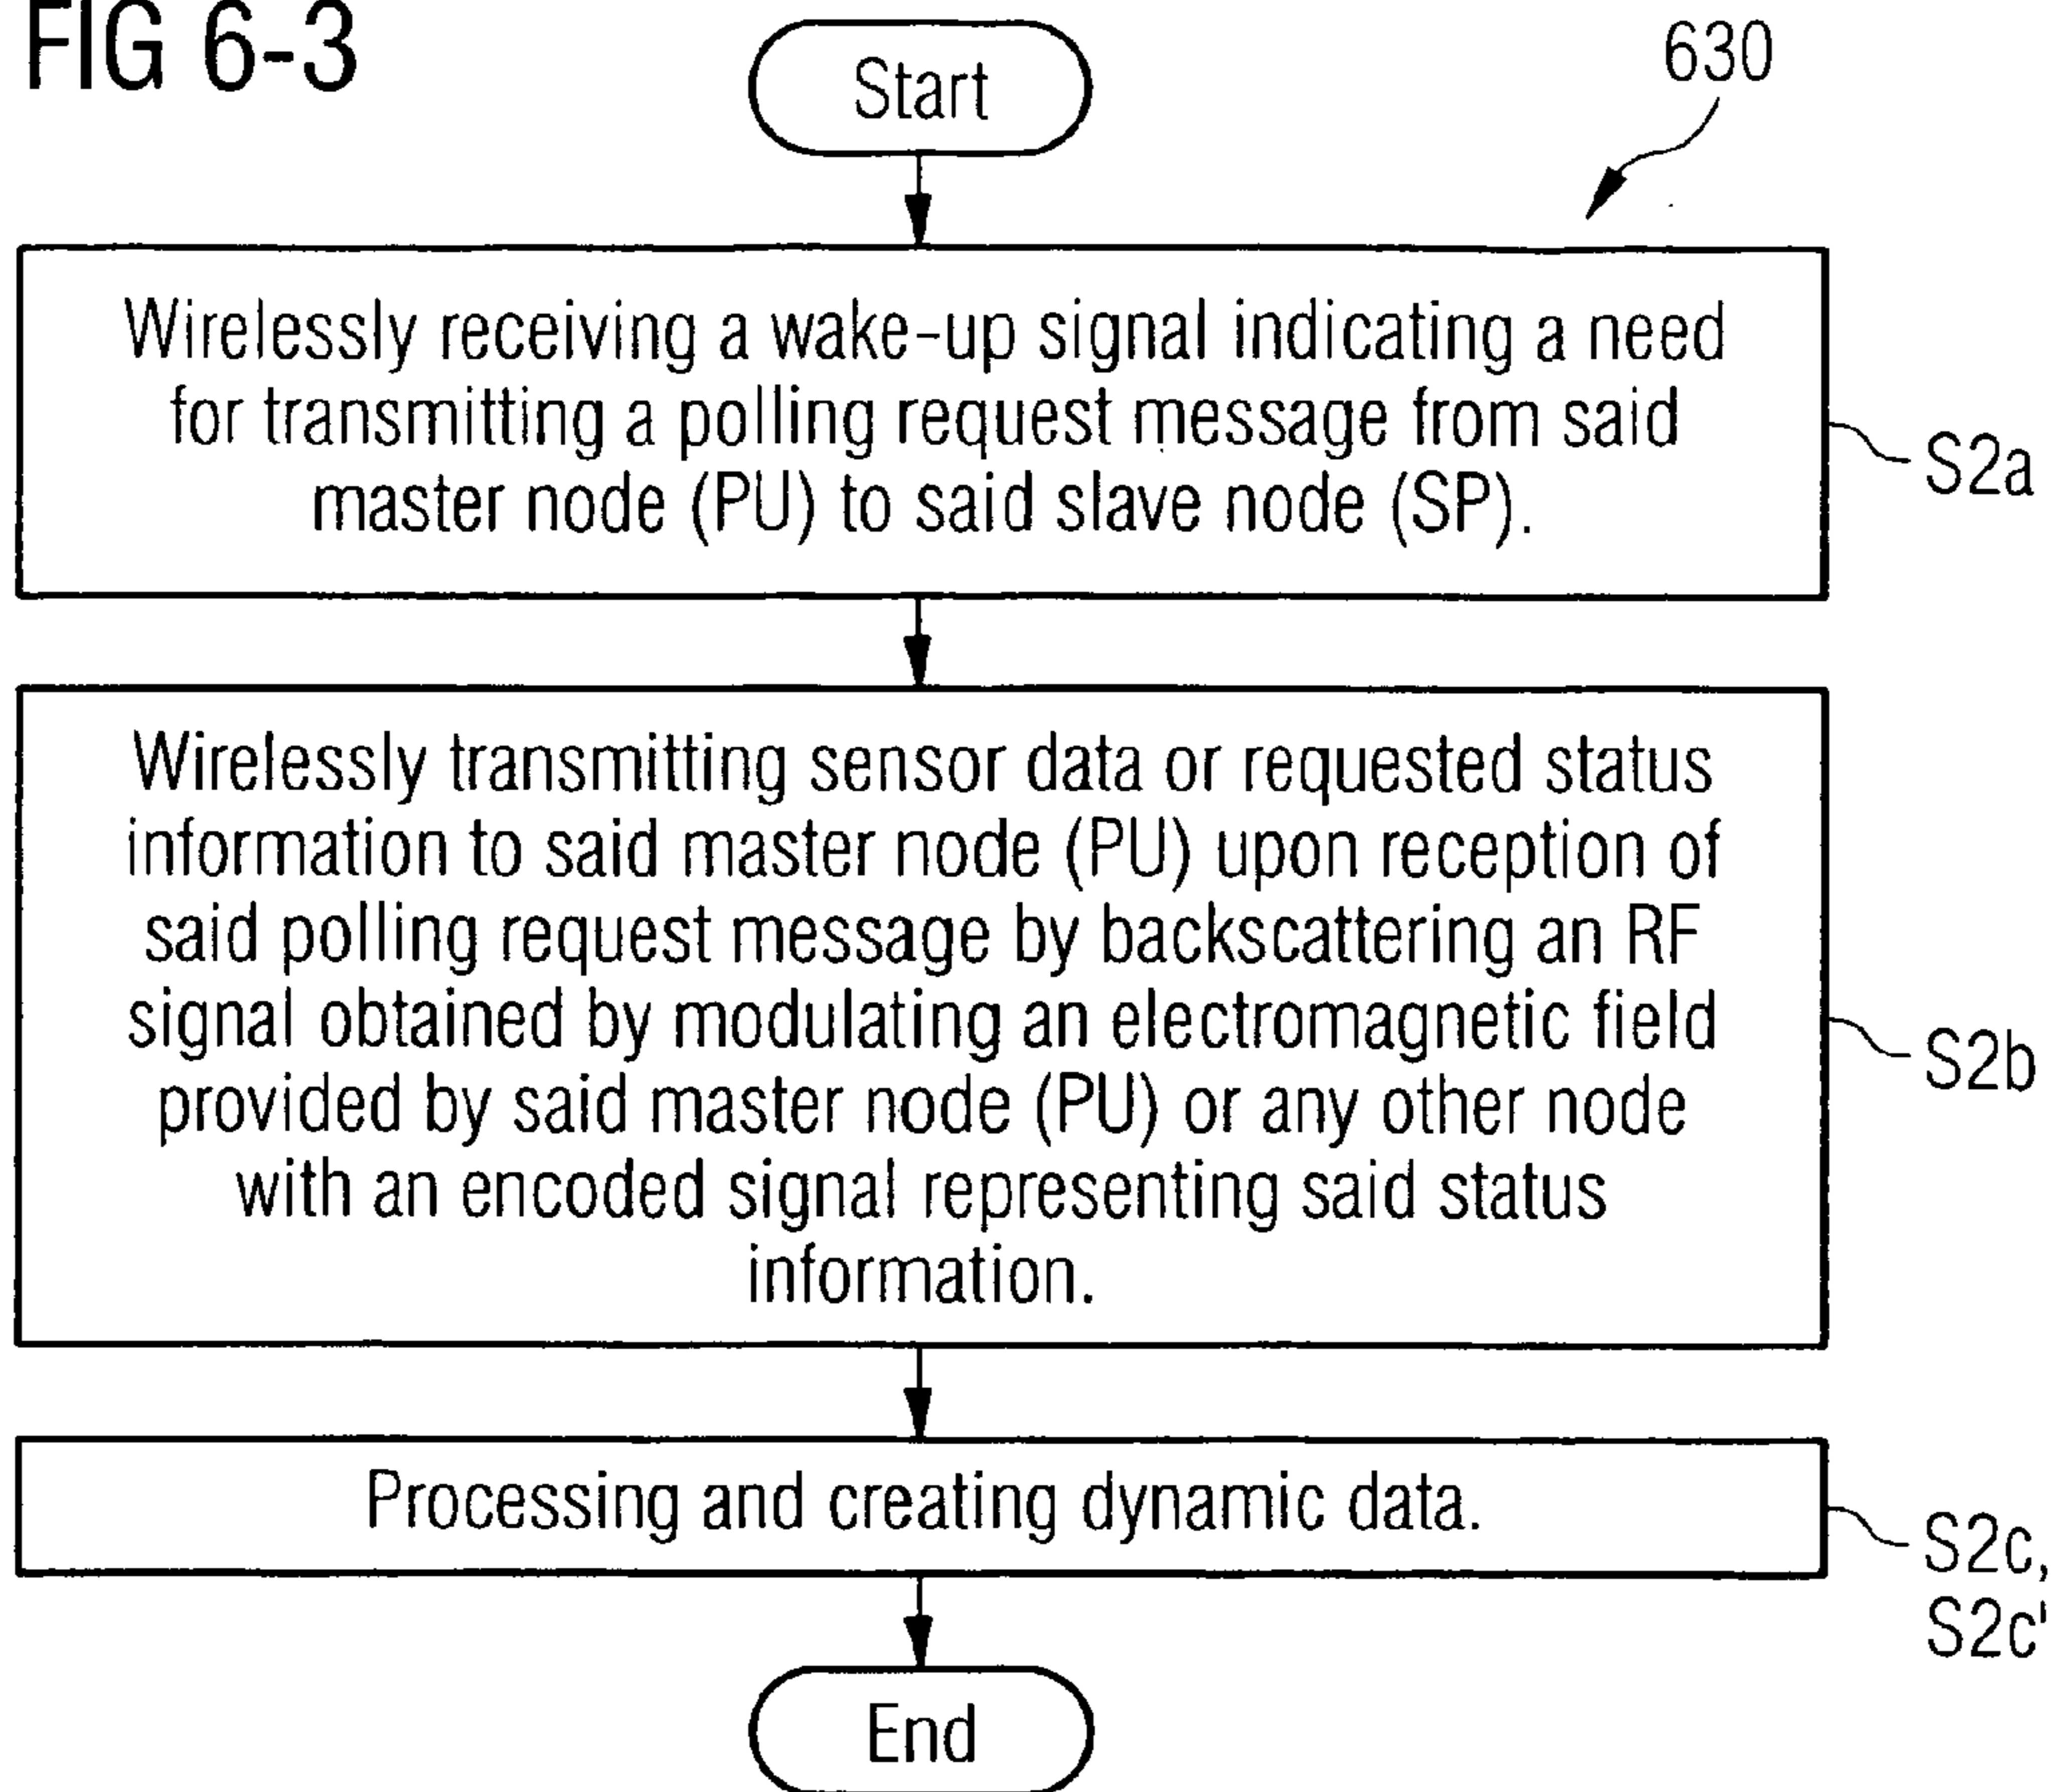 FIG 6-3
Start
630
Wirelessly receiving a wake-up signal indicating a need
for transmitting a polling request message from said
master node (PU) to said slave node (SP).
S2a
Wirelessly transmitting sensor data or requested status
information to said master node (PU) upon reception of
said polling request message by backscattering an RF
signal obtained by modulating an electromagnetic field
provided by said master node (PU) or any other node
with an encoded signal representing said status
information.
S2b
Processing and creating dynamic data.
S2c,
S2c'
End